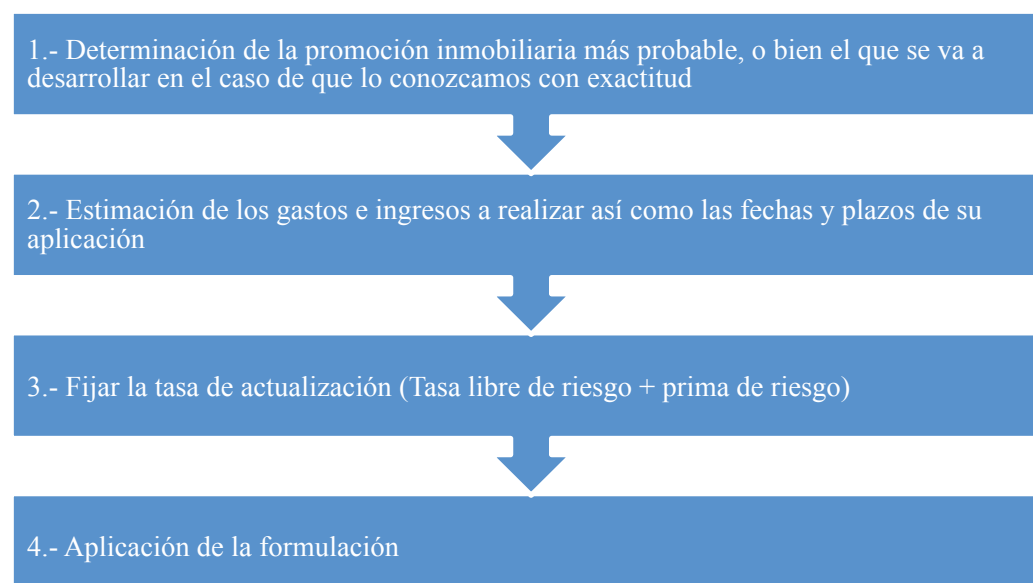 1.- Determinación de la promoción inmobiliaria más probable, o bien el que se va a
desarrollar en el caso de que lo conozcamos con exactitud
2.- Estimación de los gastos e ingresos a realizar así como las fechas y plazos de su
aplicación
3.- Fijar la tasa de actualización (Tasa libre de riesgo + prima de riesgo)
4.- Aplicación de la formulación